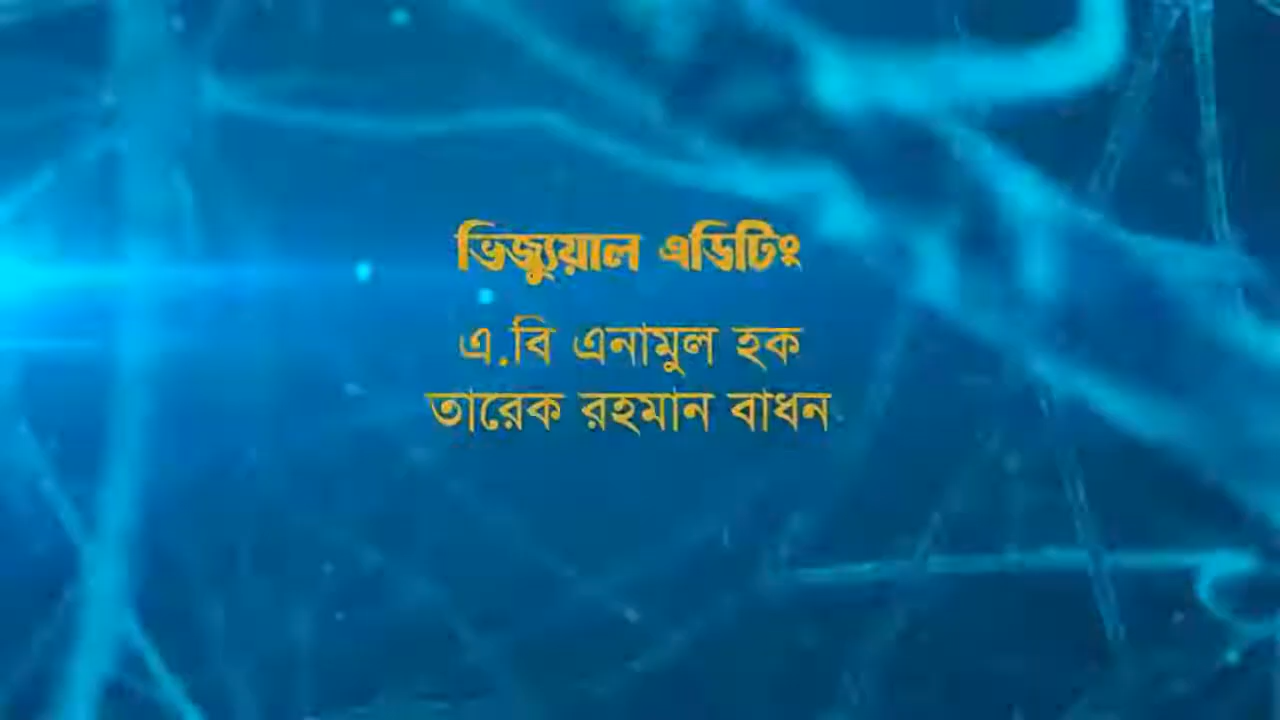 ভিজ্যুয়াল এডিটিং
এ.বি এনামুল হক
তারেক রহমান বাধন